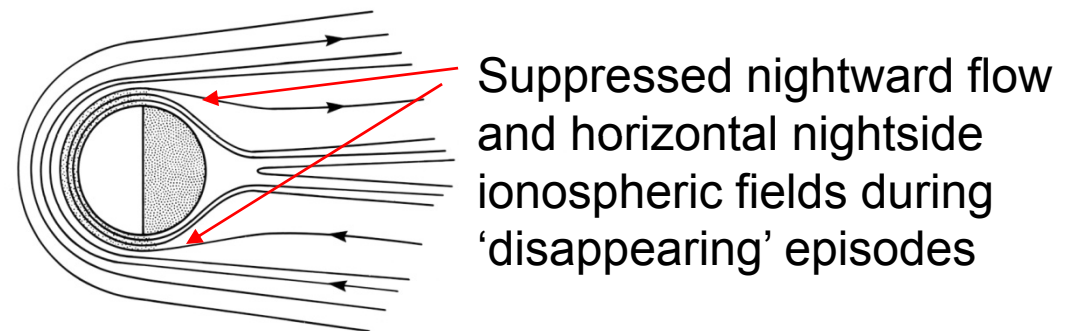 Suppressed nightward flow
and horizontal nightside
ionospheric fields during
‘disappearing’ episodes